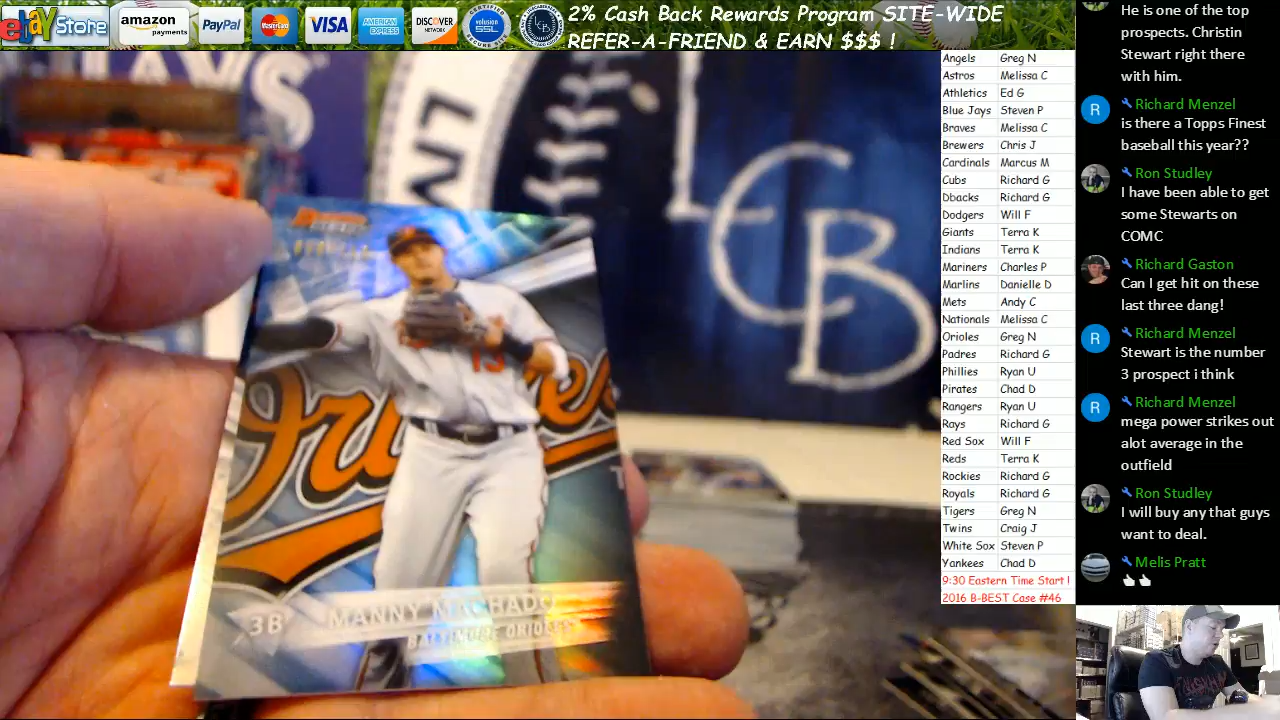 ebay Store
amazon payments
PayPal
MasterCard
VISA
AMERICAN EXPRESS
DISCOVER NETWORK
volusion SSL
2% Cash Back Rewards Program SITE-WIDE
REFER-A-FRIEND & EARN $$$ !
LCB
MANNY MACHADO
3B
BALTIMORE ORIOLES
13
Angels Greg N
Astros Melissa C
Athletics Ed G
Blue Jays Steven P
Braves Melissa C
Brewers Chris J
Cardinals Marcus M
Cubs Richard G
Dbacks Richard G
Dodgers Will F
Giants Terra K
Indians Terra K
Mariners Charles P
Marlins Danielle D
Mets Andy C
Nationals Melissa C
Orioles Greg N
Padres Richard G
Phillies Ryan U
Pirates Chad D
Rangers Ryan U
Rays Richard G
Red Sox Will F
Reds Terra K
Rockies Richard G
Royals Richard G
Tigers Greg N
Twins Craig J
White Sox Steven P
Yankees Chad D
9:30 Eastern Time Start !
2016 B-BEST Case #46
He is one of the top
prospects christin
Stewart right there
with him.
Richard Menzel
is there a Topps Finest
baseball this year??
Ron Studley
I have been able to get
some Stewarts on
COMC
Richard Gaston
Can I get hit on these
last three dang!
Richard Menzel
Stewart is the number
3 prospect i think
Richard Menzel
mega power strikes out
alot average in the
outfield
Ron Studley
I will buy any that guys
want to deal.
Melis Pratt